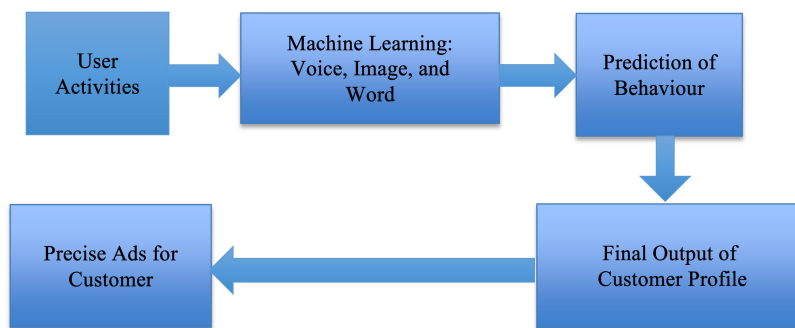 User
Activities
Machine Learning:
Voice, Image, and
Word
Prediction of
Behaviour
Final Output of
Customer Profile
Precise Ads for
Customer